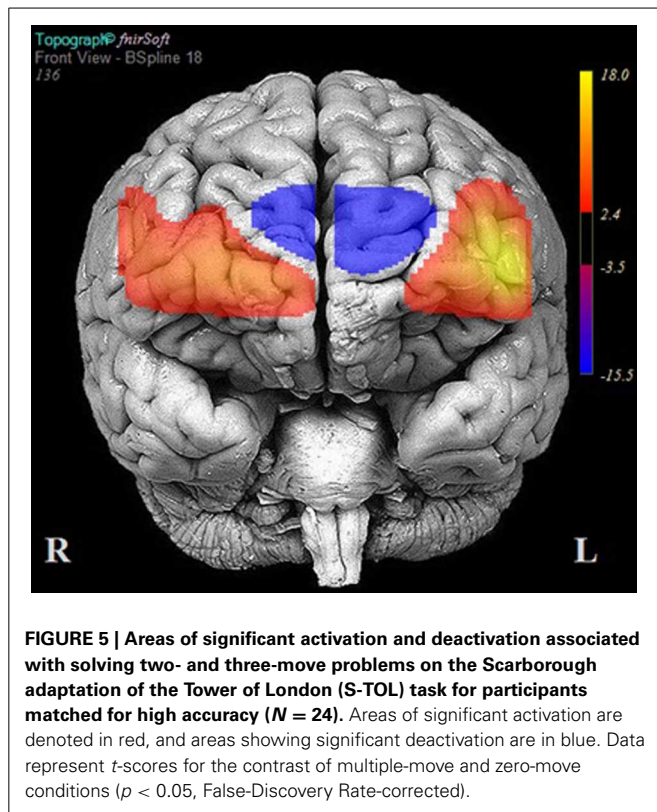 Topograph© fnirSoft
Front View - BSpline 18
136
18.0
2.4
-3.5
-15.5
R L
FIGURE 5 | Areas of significant activation and deactivation associated
with solving two- and three-move problems on the Scarborough
adaptation of the Tower of London (S-TOL) task for participants
matched for high accuracy (N = 24). Areas of significant activation are
denoted in red, and areas showing significant deactivation are in blue. Data
represent t-scores for the contrast of multiple-move and zero-move
conditions (p < 0.05, False-Discovery Rate-corrected).